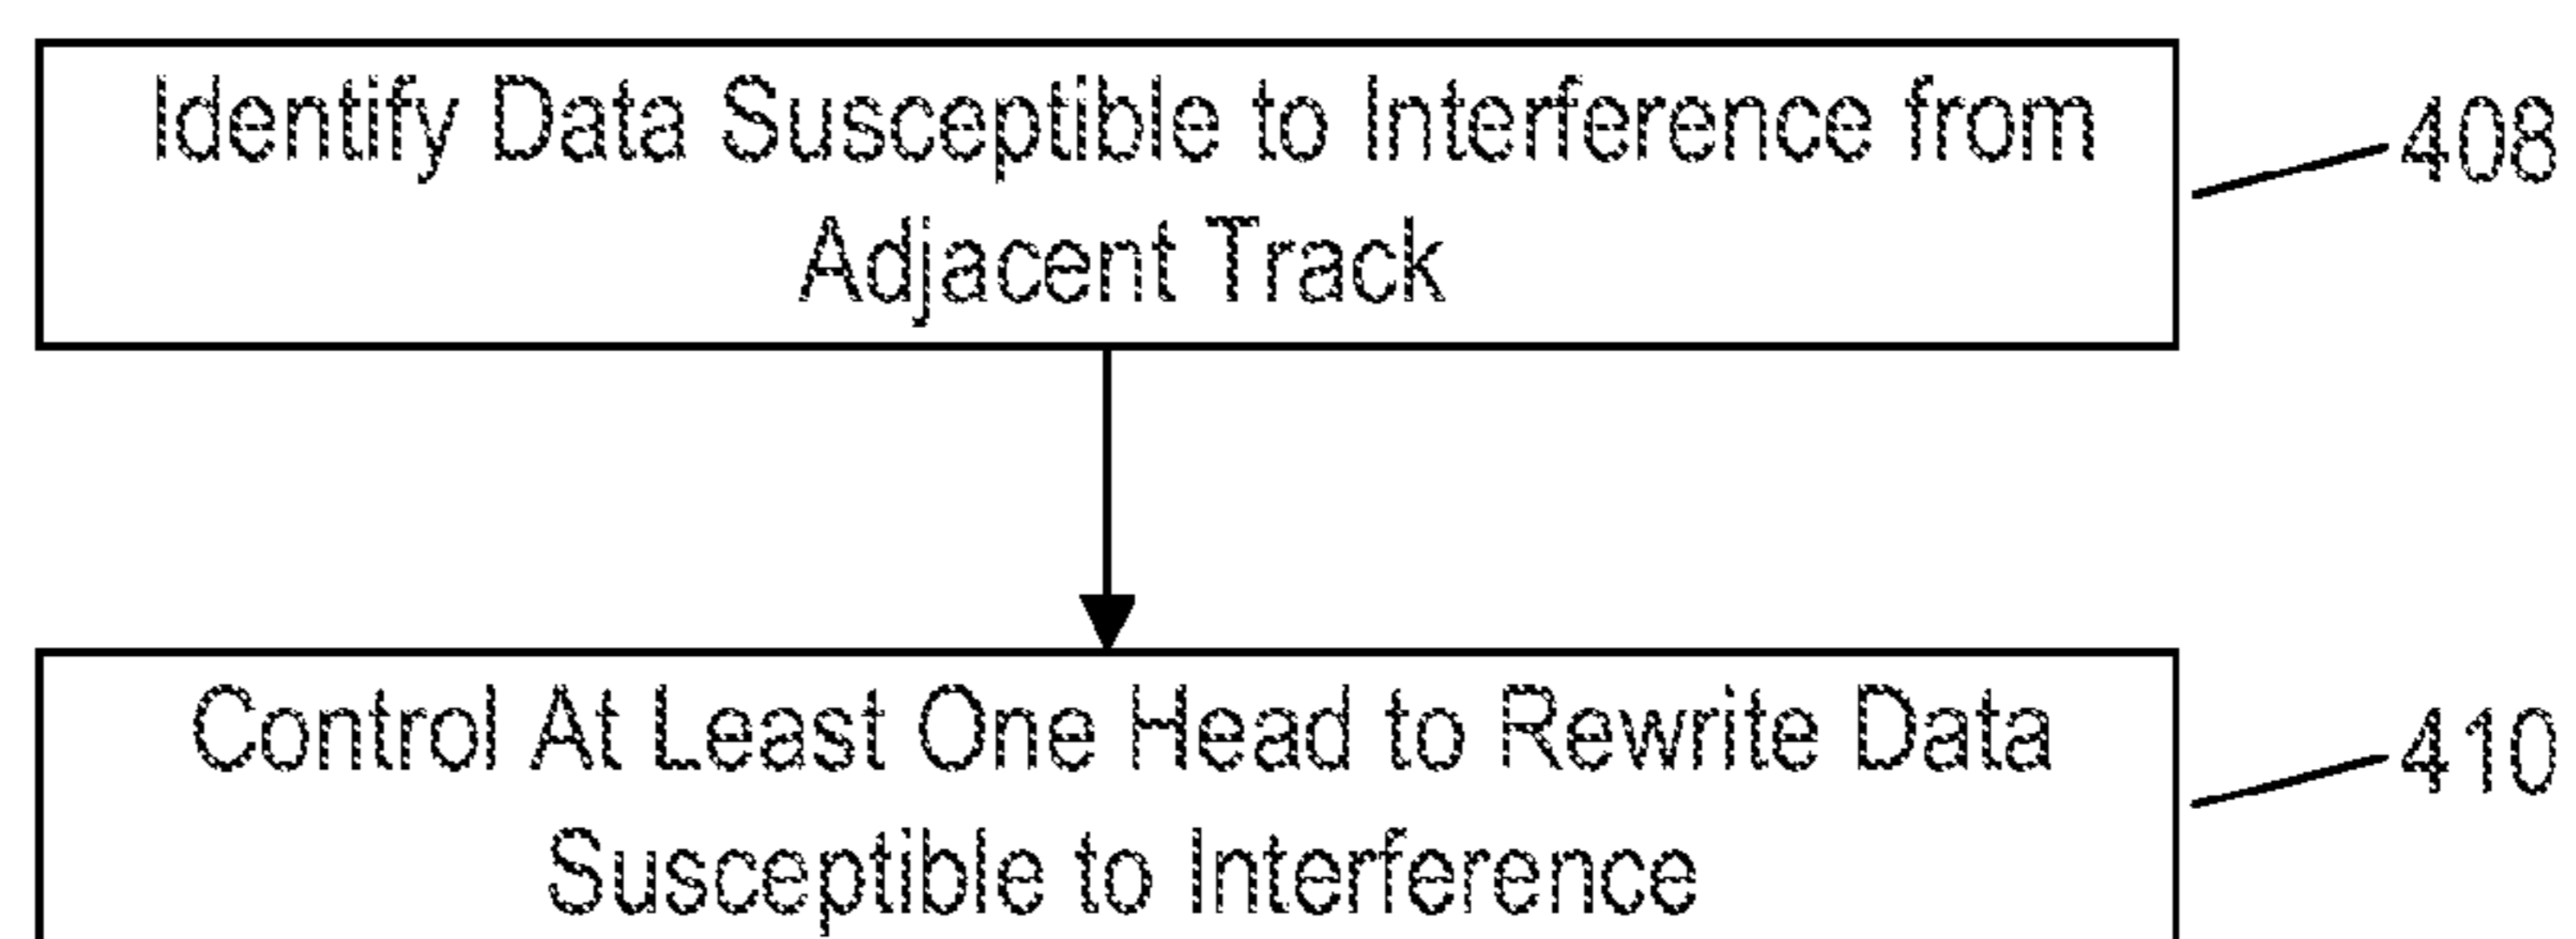 Identify Data Susceptible to Interference from
Adjacent Track
408
Control At Least One Head to Rewrite Data
Susceptible to Interference
410